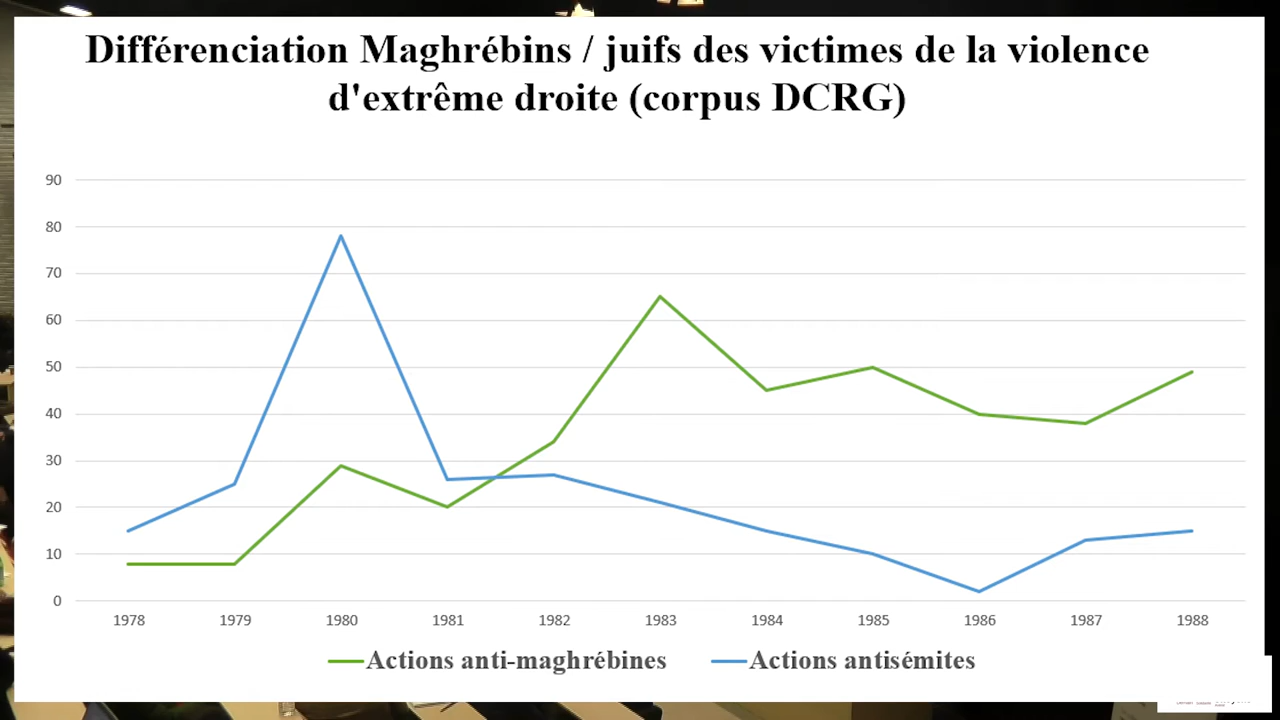 Différenciation Maghrébins / juifs des victimes de la violence
d'extrême droite (corpus DCRG)
90
80
70
60
50
40
30
20
10
0
1978 1979 1980 1981 1982 1983 1984 1985 1986 1987 1988
Actions anti-maghrébines Actions antisémites